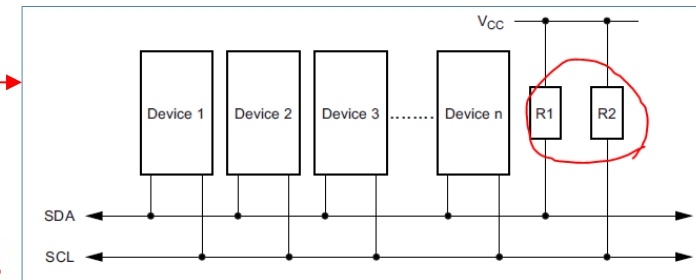 VCC
Device 1 Device 2 Device 3 ........ Device n R1 R2
SDA
SCL